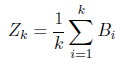 $Z_k = \frac{1}{k} \sum_{i=1}^{k} B_i$